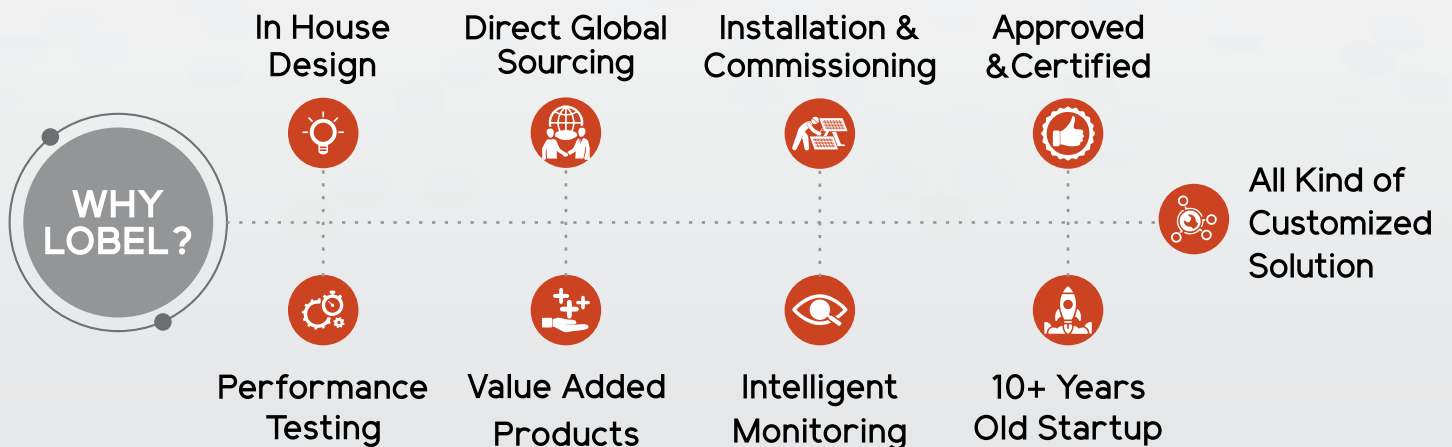 WHY
LOBEL?
In House
Design
Direct Global
Sourcing
Installation &
Commissioning
Approved
&Certified
All Kind of
Customized
Solution
Performance
Testing
Value Added
Products
Intelligent
Monitoring
10+ Years
Old Startup